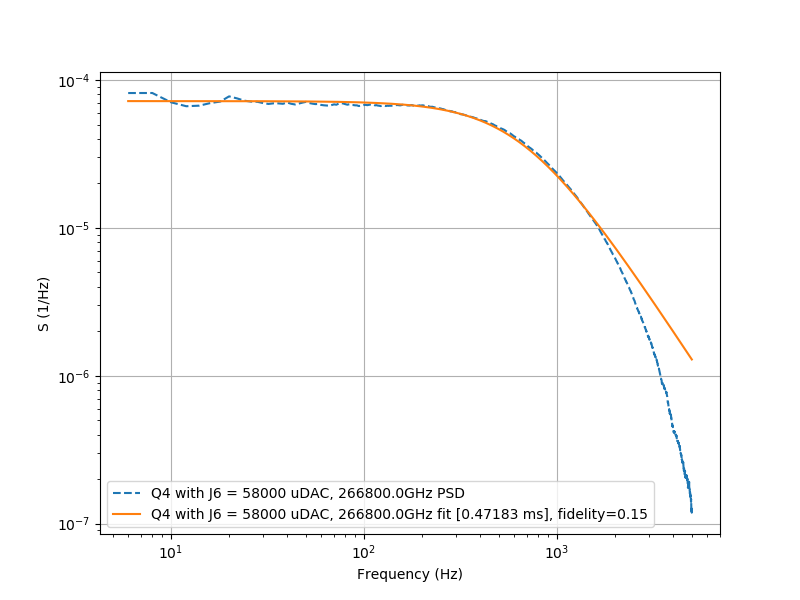 10⁻⁴
10⁻⁵
10⁻⁶
10⁻⁷
S (1/Hz)
Q4 with J6 = 58000 uDAC, 266800.0GHz PSD
Q4 with J6 = 58000 uDAC, 266800.0GHz fit [0.47183 ms], fidelity=0.15
10¹ 10² 10³
Frequency (Hz)